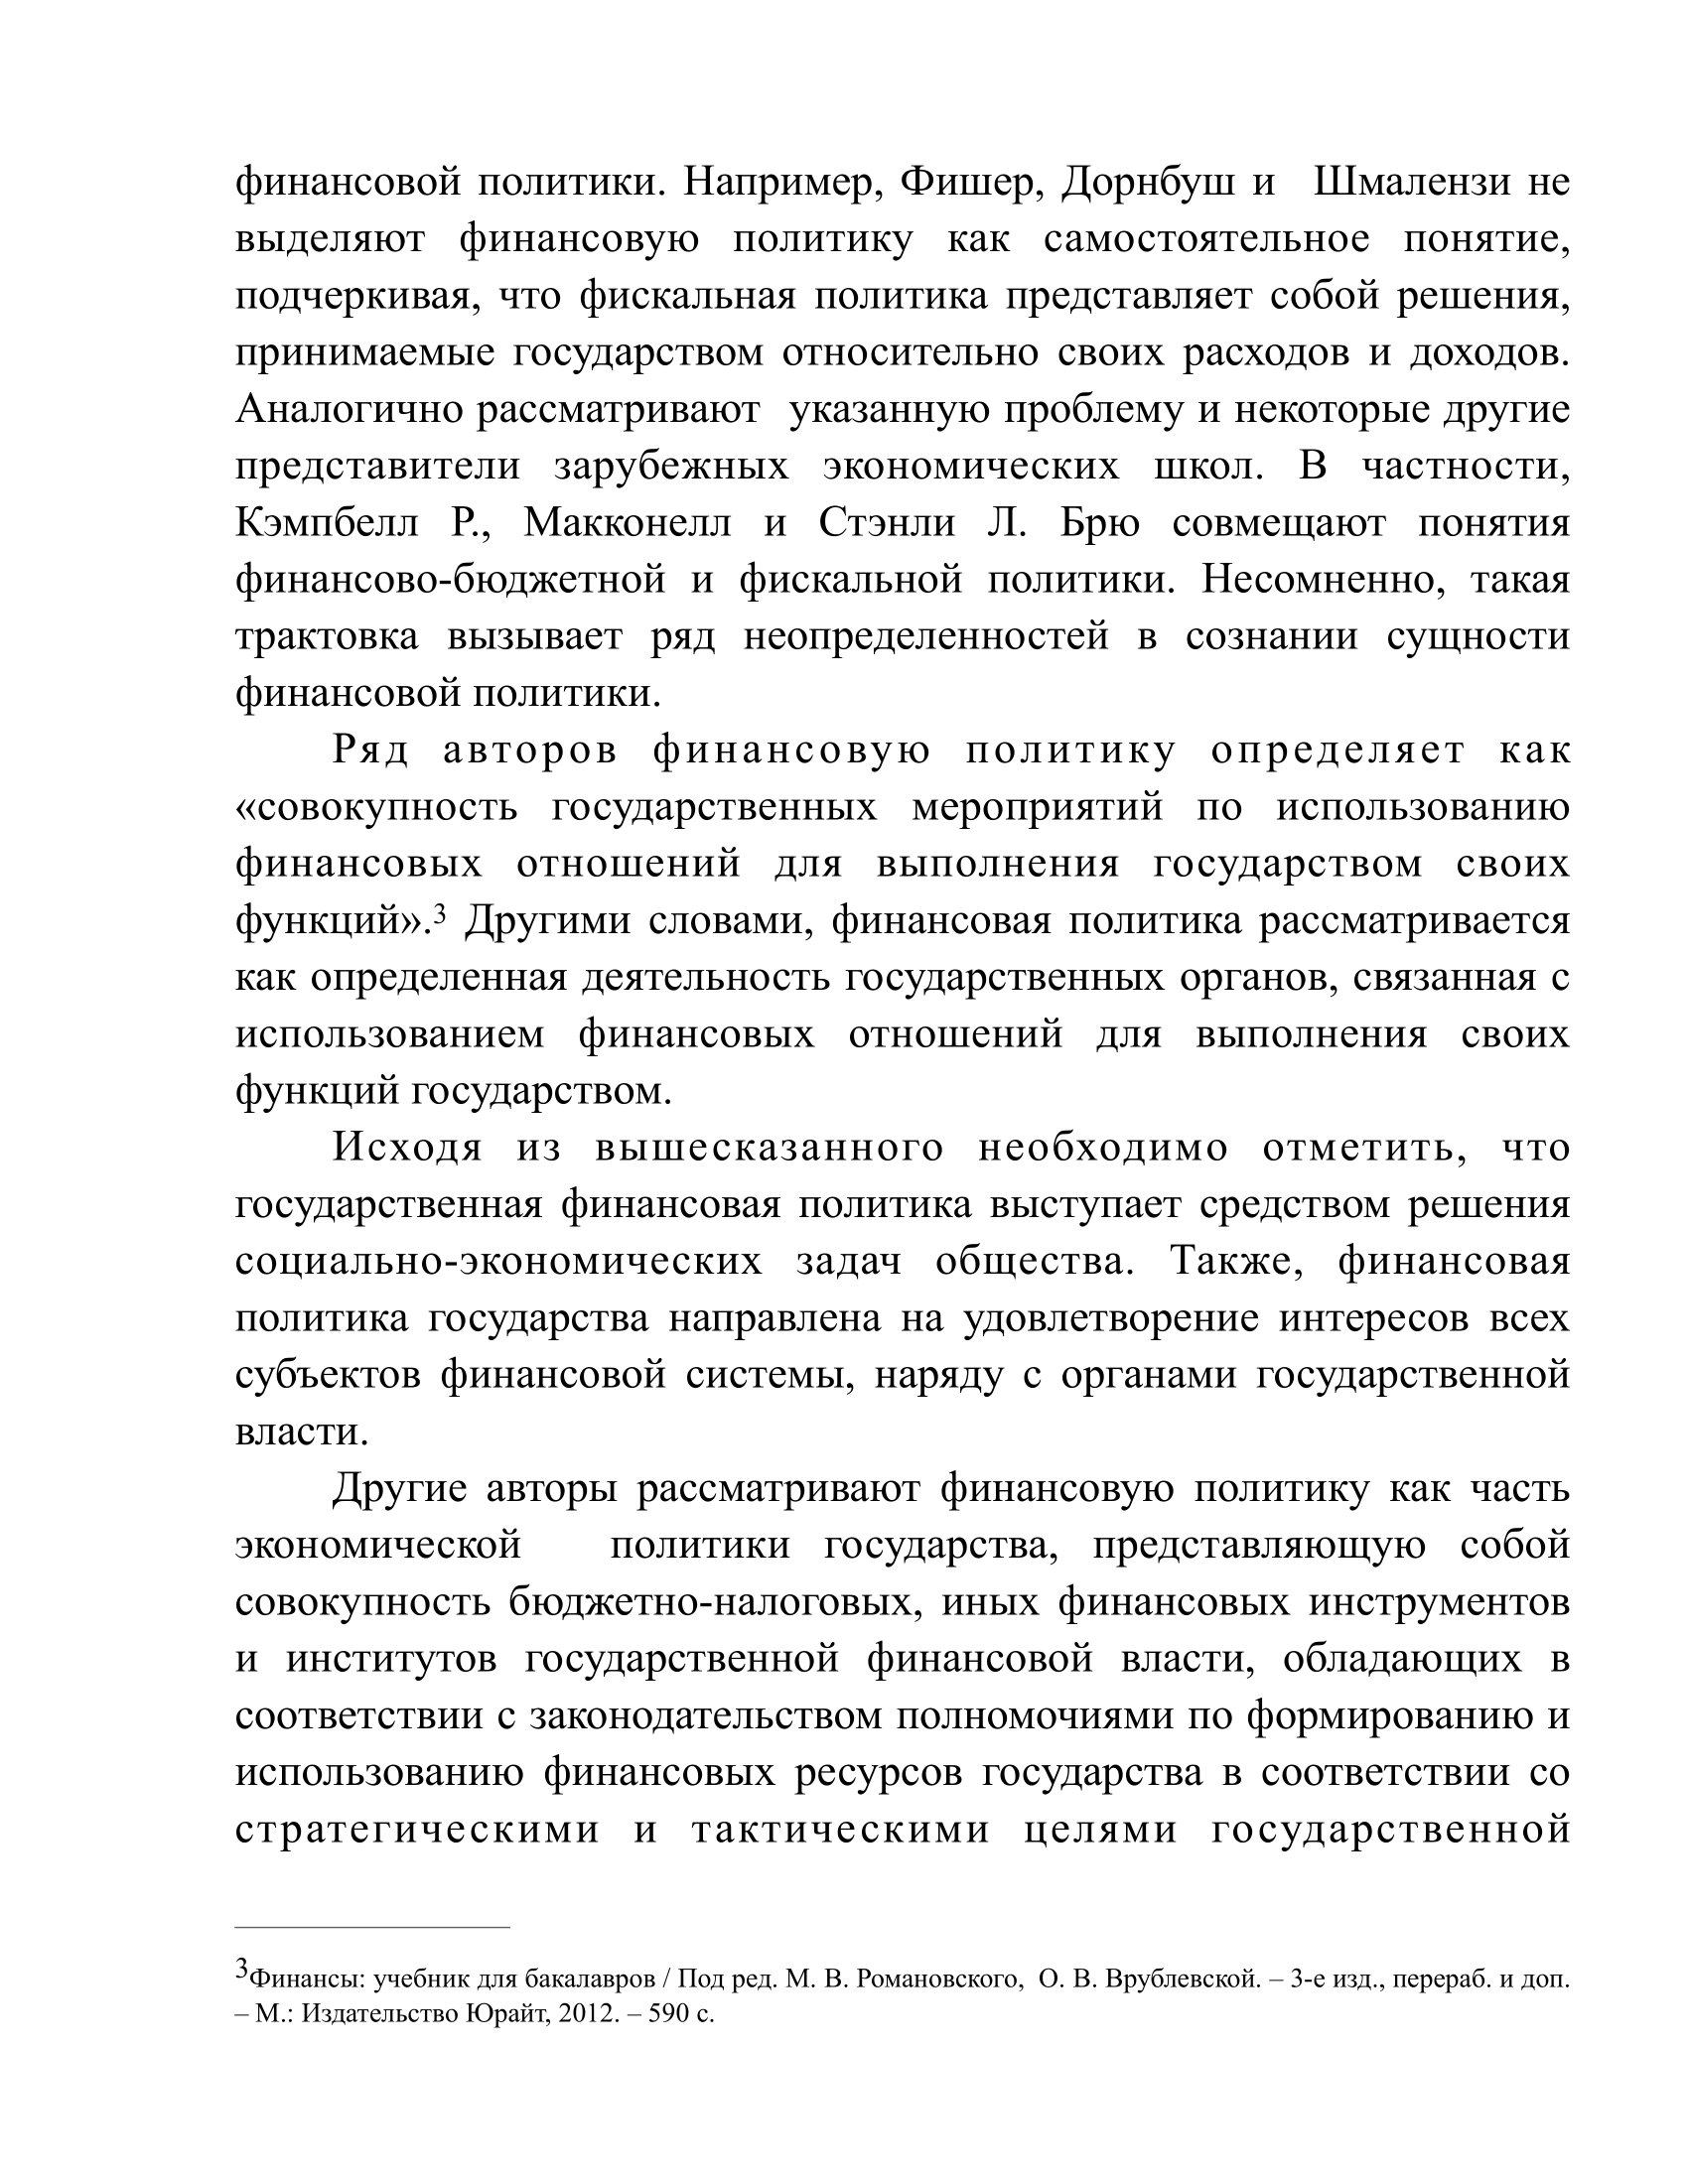 финансовой политики. Например, Фишер, Дорнбуш и Шмалензи не
выделяют финансовую политику как самостоятельное понятие,
подчеркивая, что фискальная политика представляет собой решения,
принимаемые государством относительно своих расходов и доходов.
Аналогично рассматривают указанную проблему и некоторые другие
представители зарубежных экономических школ. В частности,
Кэмпбелл Р., Макконелл и Стэнли Л. Брю совмещают понятия
финансово-бюджетной и фискальной политики. Несомненно, такая
трактовка вызывает ряд неопределенностей в сознании сущности
финансовой политики.
Ряд авторов финансовую политику определяет как
«совокупность государственных мероприятий по использованию
финансовых отношений для выполнения государством своих
функций».3 Другими словами, финансовая политика рассматривается
как определенная деятельность государственных органов, связанная с
использованием финансовых отношений для выполнения своих
функций государством.
Исходя из вышесказанного необходимо отметить, что
государственная финансовая политика выступает средством решения
социально-экономических задач общества. Также, финансовая
политика государства направлена на удовлетворение интересов всех
субъектов финансовой системы, наряду с органами государственной
власти.
Другие авторы рассматривают финансовую политику как часть
экономической политики государства, представляющую собой
совокупность бюджетно-налоговых, иных финансовых инструментов
и институтов государственной финансовой власти, обладающих в
соответствии с законодательством полномочиями по формированию и
использованию финансовых ресурсов государства в соответствии со
стратегическими и тактическими целями государственной
3Финансы: учебник для бакалавров / Под ред. М. В. Романовского, О. В. Врублевской. – 3-е изд., перераб. и доп.
– М.: Издательство Юрайт, 2012. – 590 с.